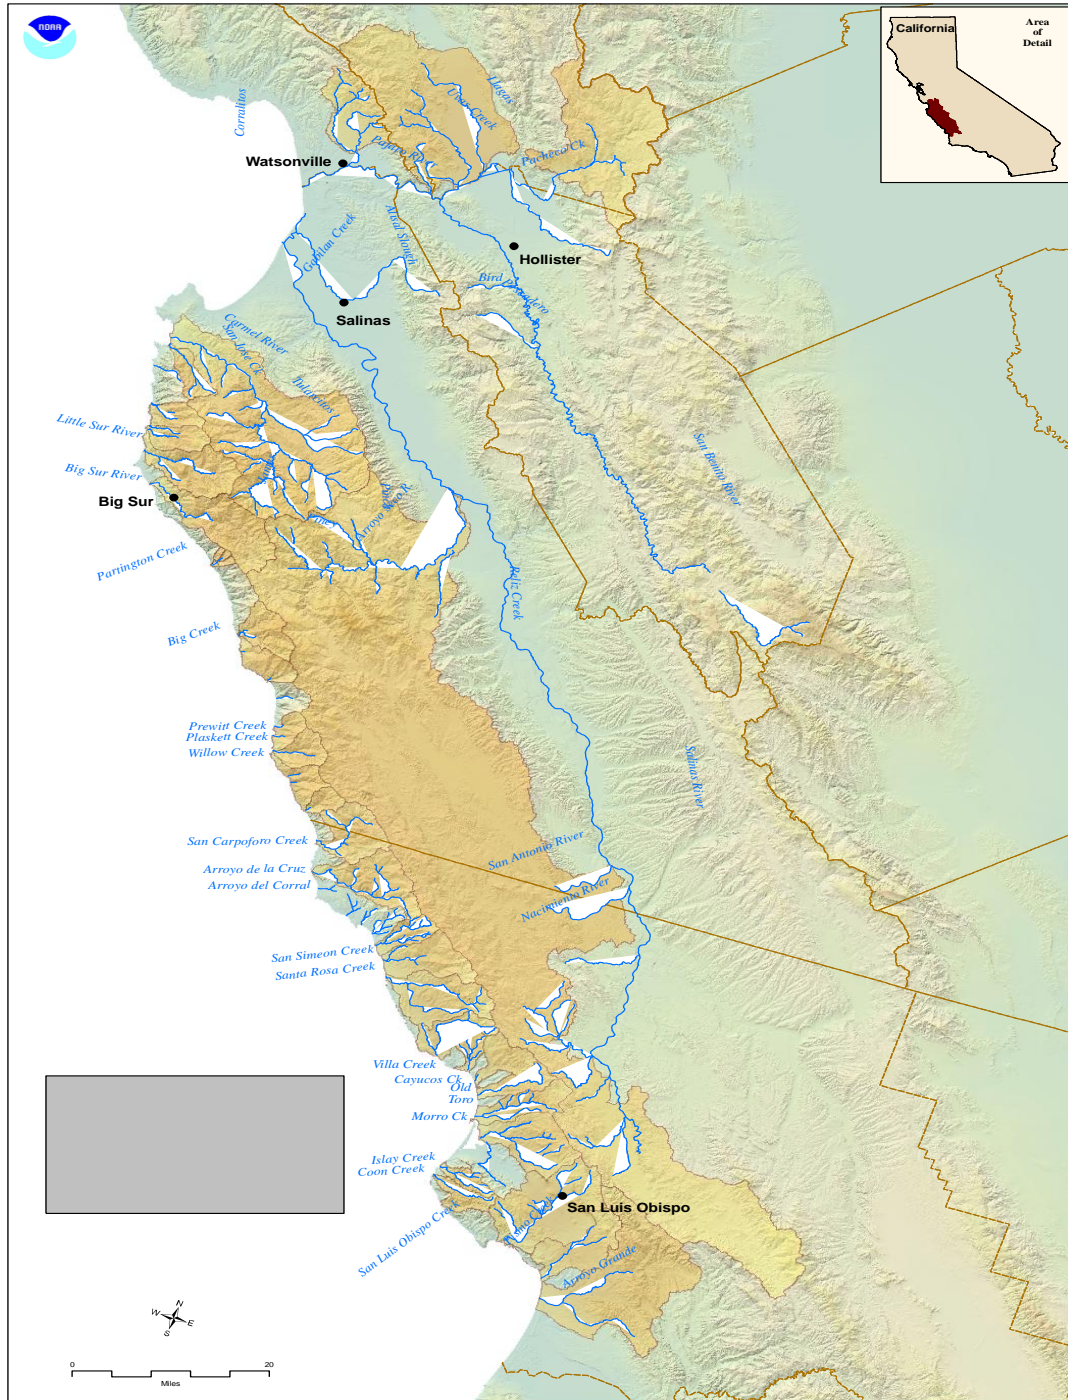 NOAA
California
Area
of
Detail
Corralitos
Uvas Creek
Llagas
Watsonville
Pajaro River
Pacheco Ck
Gabilan Creek
Alisal Slough
Hollister
Bird
Salinas
Carmel River
San Jose Ck
Tularcitos
Little Sur River
Big Sur River
Big Sur
Piney
Arroyo Seco R
San Benito River
Partington Creek
Reliz Creek
Big Creek
Prewitt Creek
Plaskett Creek
Willow Creek
Salinas River
San Carpoforo Creek
San Antonio River
Arroyo de la Cruz
Arroyo del Corral
Nacimiento River
San Simeon Creek
Santa Rosa Creek
Villa Creek
Cayucos Ck
Old
Toro
Morro Ck
Islay Creek
Coon Creek
San Luis Obispo
San Luis Obispo Creek
Arroyo Grande
N
W
E
S
0
20
Miles